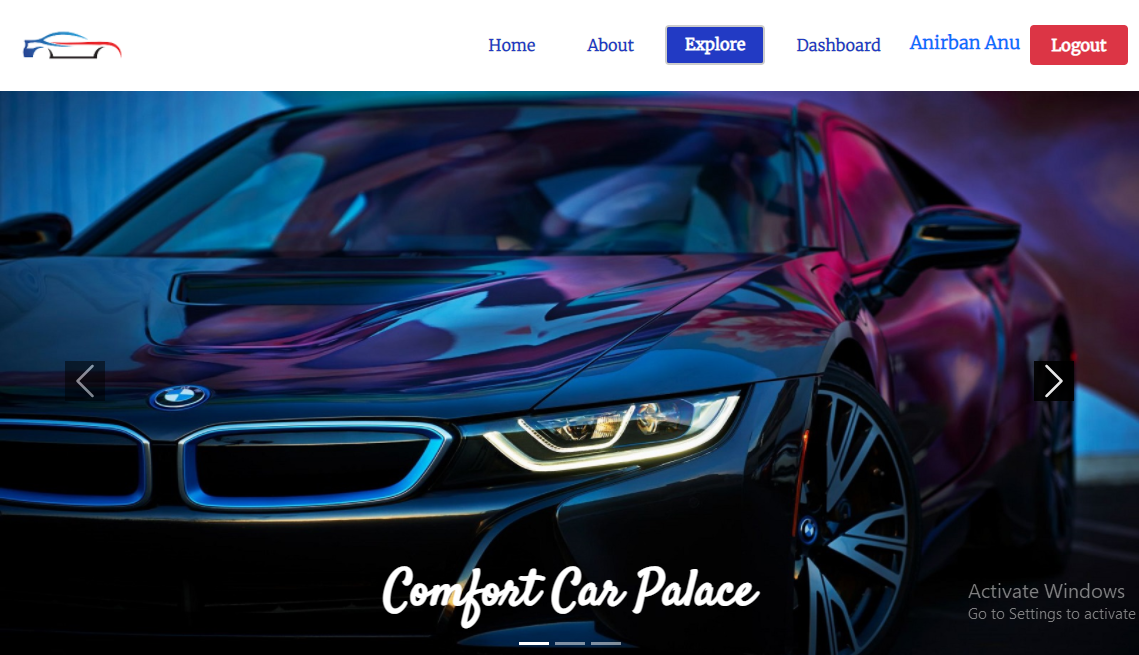 Home About Explore Dashboard Anirban Anu Logout
Comfort Car Palace
Activate Windows
Go to Settings to activate